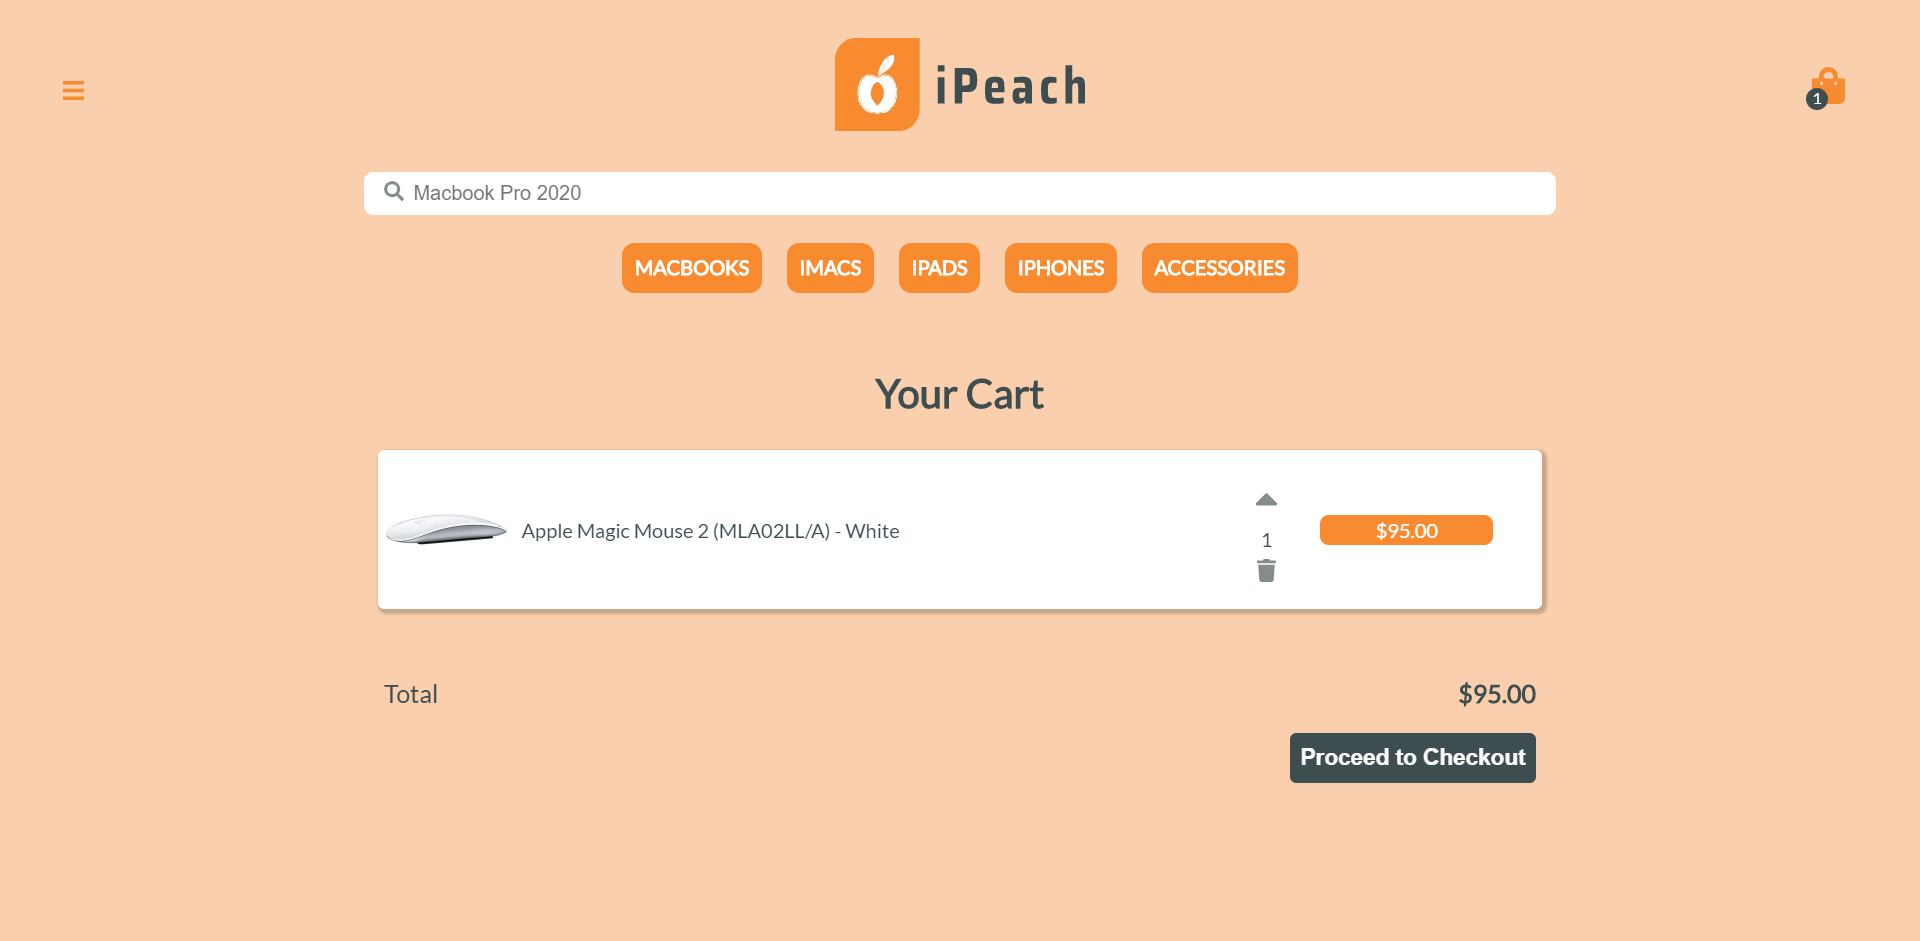 iPeach
1
Macbook Pro 2020
MACBOOKS
IMACS
IPADS
IPHONES
ACCESSORIES
Your Cart
Apple Magic Mouse 2 (MLA02LL/A) - White
1
$95.00
Total
$95.00
Proceed to Checkout